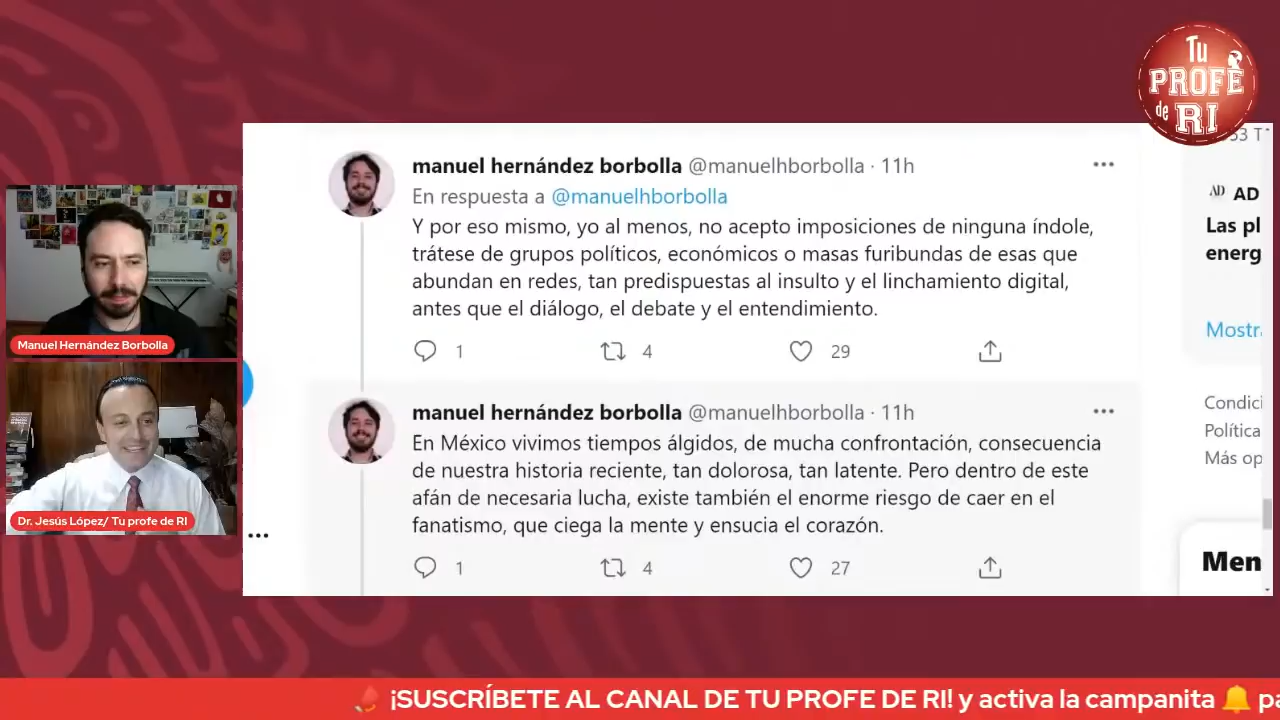 Tu
PROFE
de RI
manuel hernández borbolla @manuelhborbolla · 11h
En respuesta a @manuelhborbolla
Y por eso mismo, yo al menos, no acepto imposiciones de ninguna índole,
trátese de grupos políticos, económicos o masas furibundas de esas que
abundan en redes, tan predispuestas al insulto y el linchamiento digital,
antes que el diálogo, el debate y el entendimiento.
1 4 29
manuel hernández borbolla @manuelhborbolla · 11h
En México vivimos tiempos álgidos, de mucha confrontación, consecuencia
de nuestra historia reciente, tan dolorosa, tan latente. Pero dentro de este
afán de necesaria lucha, existe también el enorme riesgo de caer en el
fanatismo, que ciega la mente y ensucia el corazón.
1 4 27
AD AD
Las pl
energ
Mostra
Condici
Política
Más op
Men
Manuel Hernández Borbolla
Dr. Jesús López/ Tu profe de RI
¡SUSCRÍBETE AL CANAL DE TU PROFE DE RI! y activa la campanita 🔔 pa